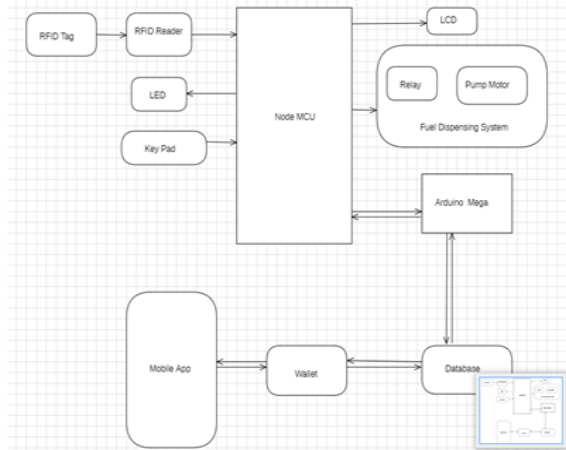 RFID Tag
RFID Reader
LCD
LED
Node MCU
Relay
Pump Motor
Fuel Dispensing System
Key Pad
Arduino Mega
Mobile App
Wallet
Database